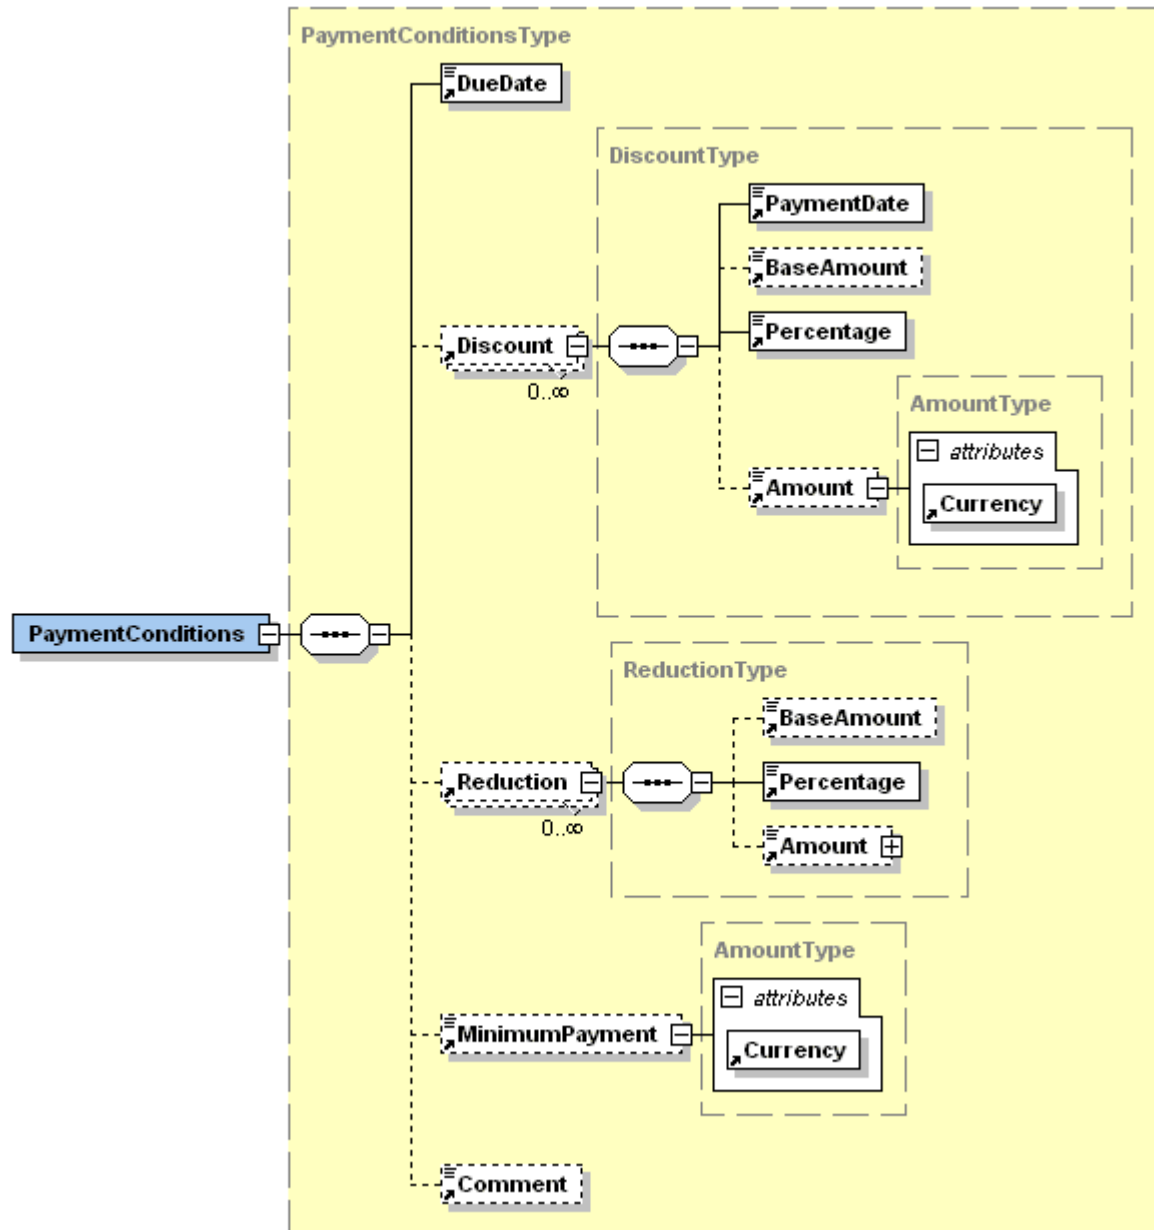 PaymentConditionsType
DueDate
DiscountType
PaymentDate
BaseAmount
Discount
0..∞
Percentage
AmountType
attributes
Amount
Currency
PaymentConditions
ReductionType
BaseAmount
Reduction
0..∞
Percentage
Amount
AmountType
attributes
MinimumPayment
Currency
Comment